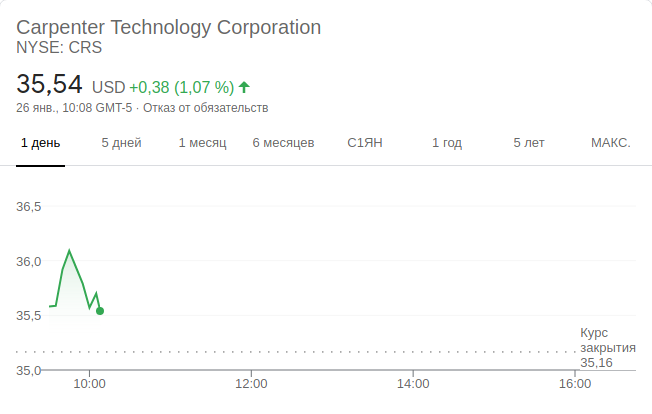 Carpenter Technology Corporation
NYSE: CRS
35,54 USD +0,38 (1,07 %)
26 янв., 10:08 GMT-5 · Отказ от обязательств
1 день 5 дней 1 месяц 6 месяцев С1ЯН 1 год 5 лет МАКС.
36,5
36,0
35,5
Курс
закрытия
35,16
35,0
10:00 12:00 14:00 16:00